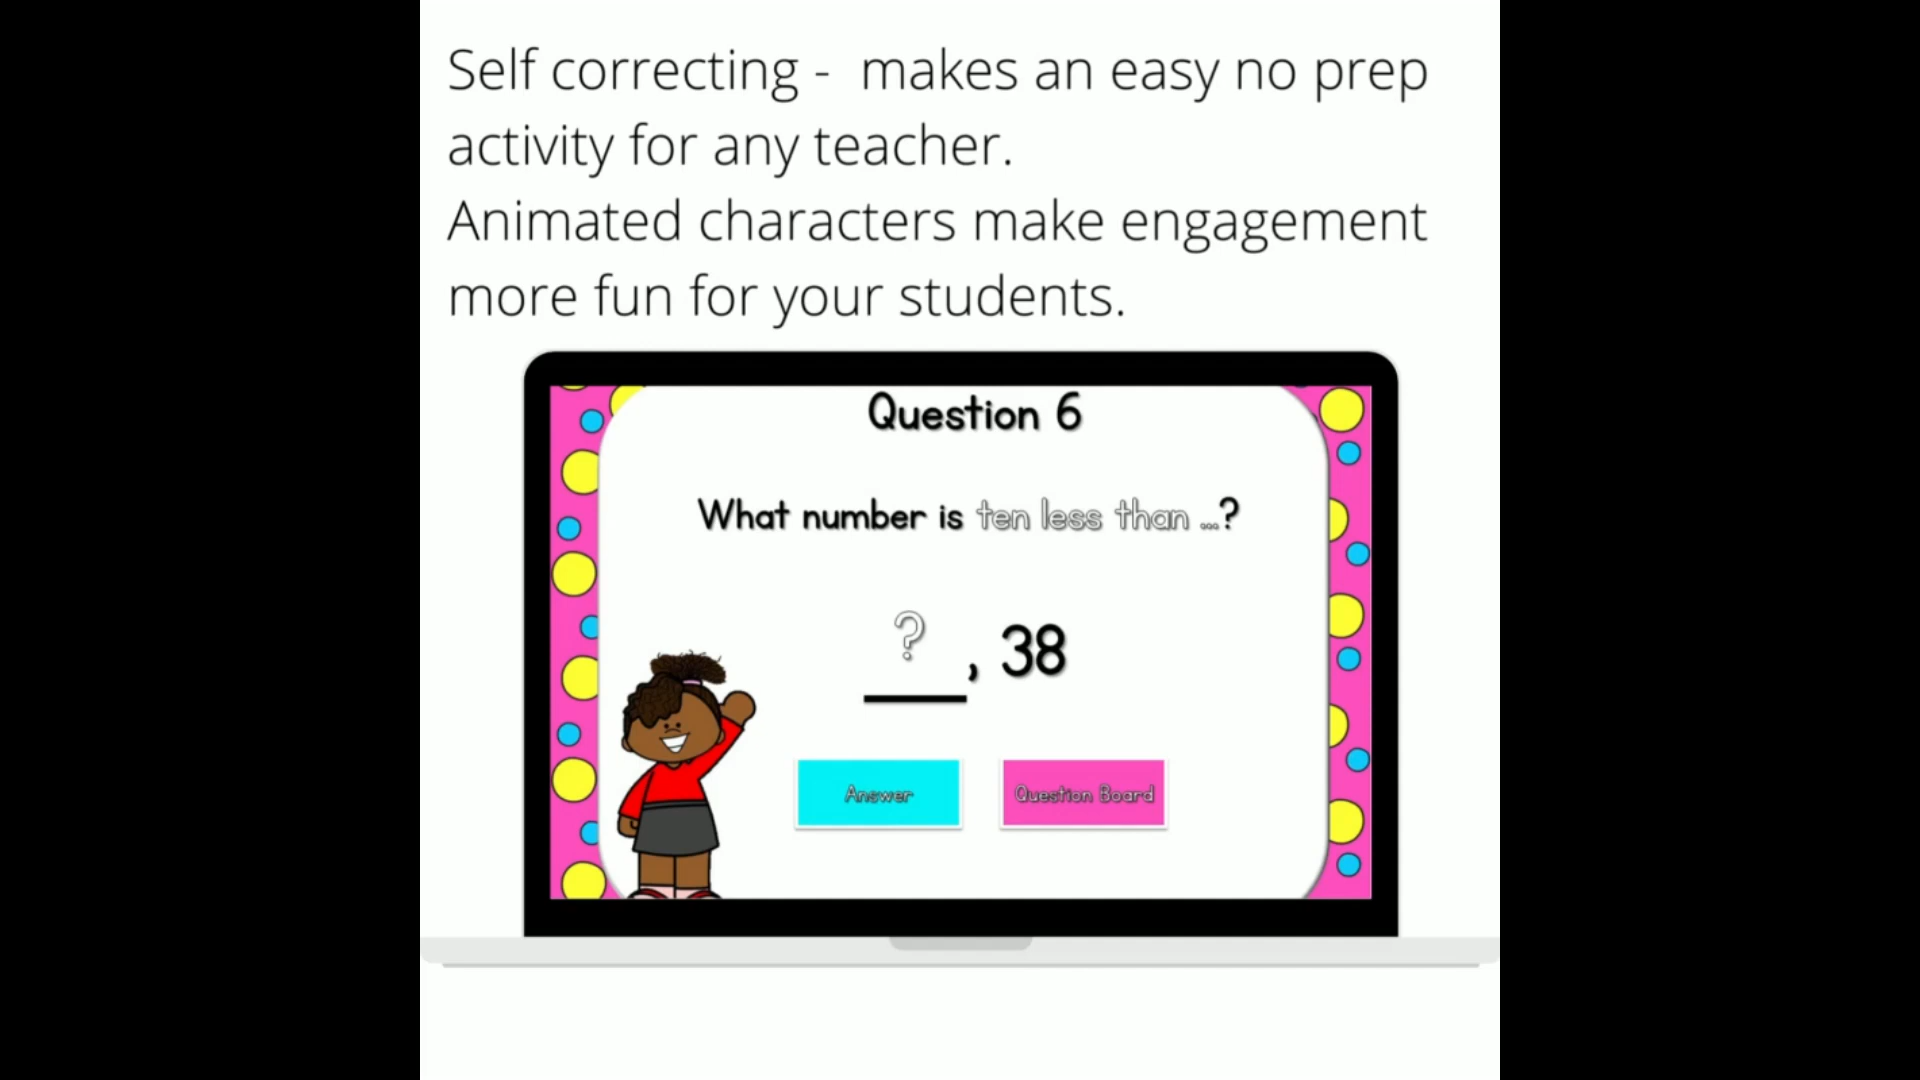 Self correcting -  makes an easy no prep
activity for any teacher.
Animated characters make engagement
more fun for your students.
Question 6
What number is ten less than ...?
?
___, 38
Answer
Question Board